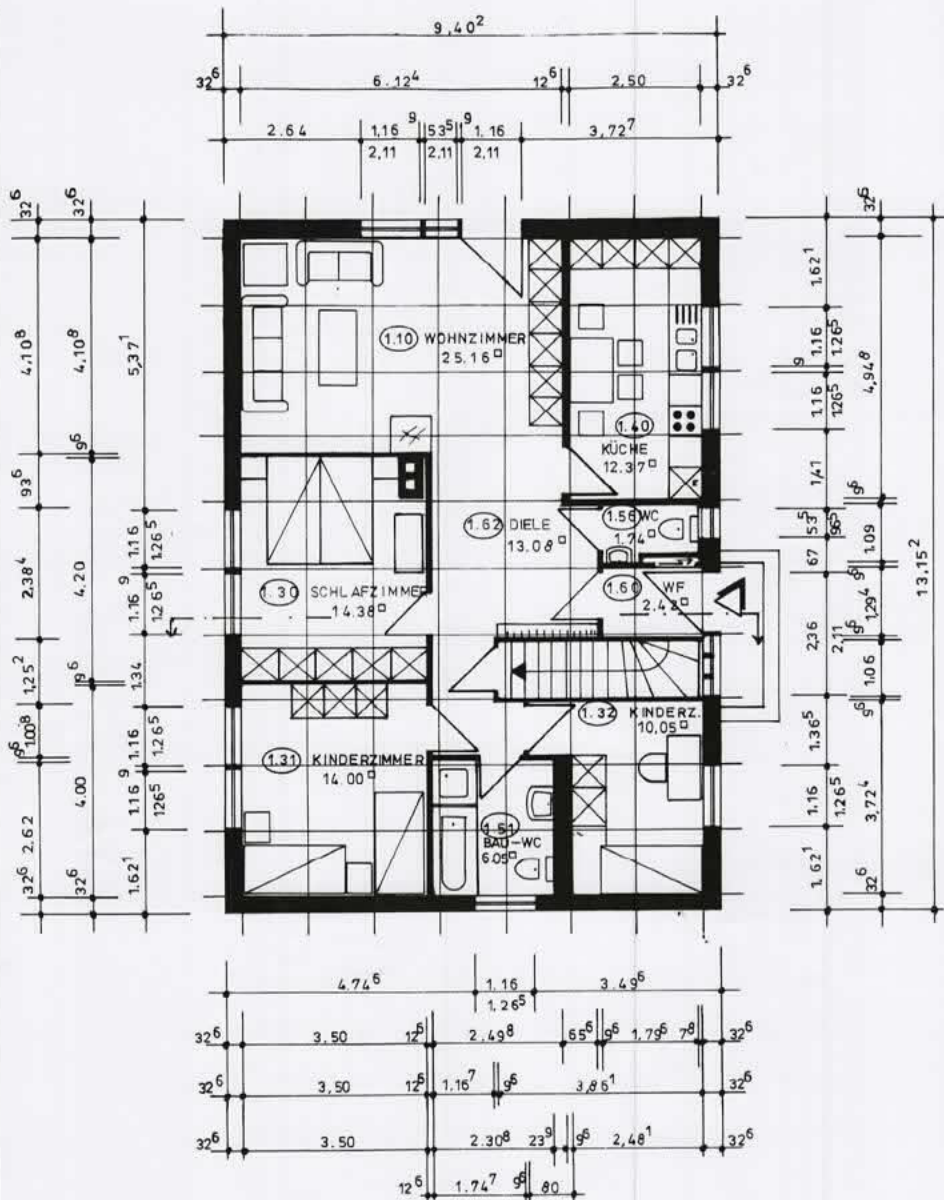 9,40²
32⁶ 6.12⁴ 12⁶ 2,50 32⁶
2.64 1,16 9 53⁵ 9 1.16 3,72⁷
2,11 2,11 2,11
32⁶ 4,10⁸ 93⁵ 2,38⁴ 1,25² 1,00⁸ 9⁶ 2.62 32⁶
32⁶ 4,10⁸ 9⁶ 4.20 9⁶ 4.00 32⁶
5,37¹ 1.16 9 1.16 1.34 1.16 9 1.16 1.62¹
1.26⁵ 1,26⁵ 1.26⁵ 1.26⁵
1.10 WOHNZIMMER
25.16
1.40
KÜCHE
12.37
1.56 WC
1.74
1.62 DIELE
13.08
1.30 SCHLAFZIMMER
14.38
1.60 WF
2.42
1.32 KINDERZ.
10,05
1.31 KINDERZIMMER
14.00
1.51
BAD-WC
6.05
1.62¹ 1.16 9 1.16 1,41 53⁵ 67 2,36 1.36⁵ 1.16 1,62¹
1.26⁵ 1.26⁵ 96⁵ 2,11 1.26⁵
32⁶ 4,94⁸ 9⁶ 1.09 9⁶ 1,29⁴ 9⁶ 1.06 9⁶ 3,72⁴ 32⁶
13,15²
4.74⁶ 1.16 3.49⁶
1,26⁵
32⁶ 3,50 12⁶ 2.49⁸ 65⁶ 9⁶ 1,79⁶ 7⁸ 32⁶
32⁶ 3,50 12⁶ 1,16⁷ 9⁶ 3,86¹ 32⁶
32⁶ 3.50 2.30⁸ 23⁹ 9⁶ 2,48¹ 32⁶
12⁶ 1.74⁷ 9⁶ 80